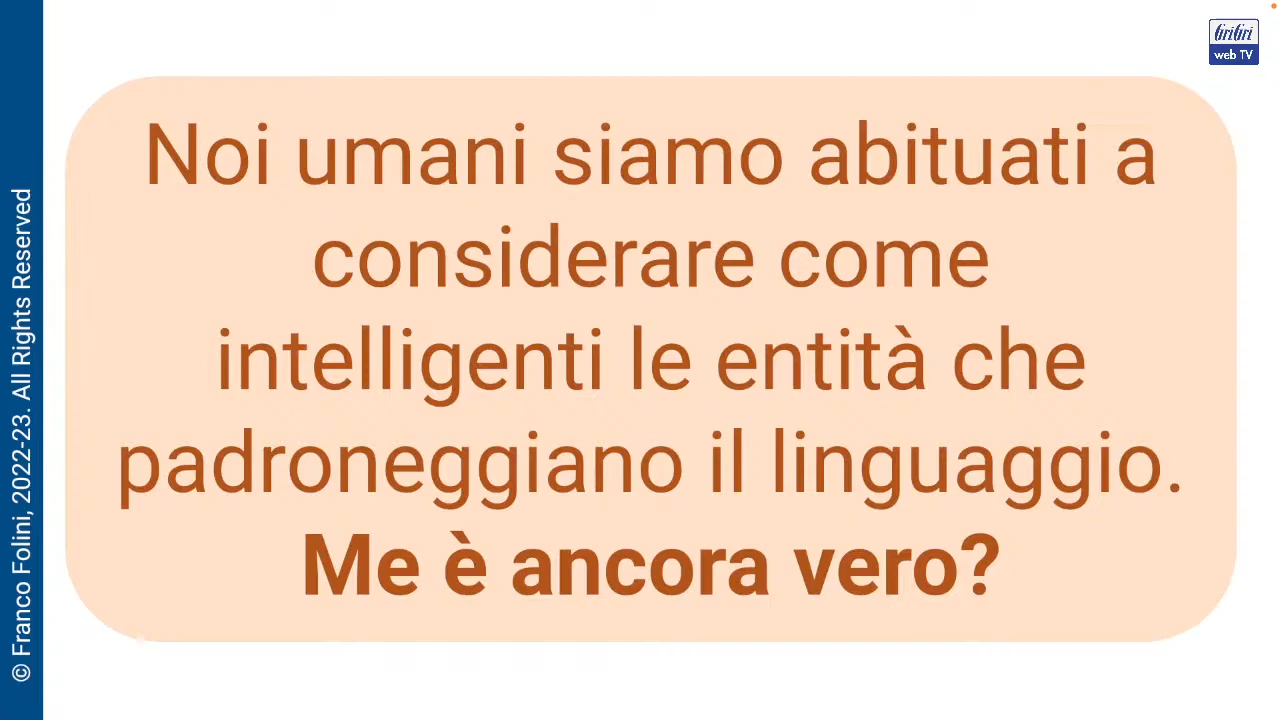 GriGri
web TV
Noi umani siamo abituati a
considerare come
intelligenti le entità che
padroneggiano il linguaggio.
Me è ancora vero?
© Franco Folini, 2022-23. All Rights Reserved